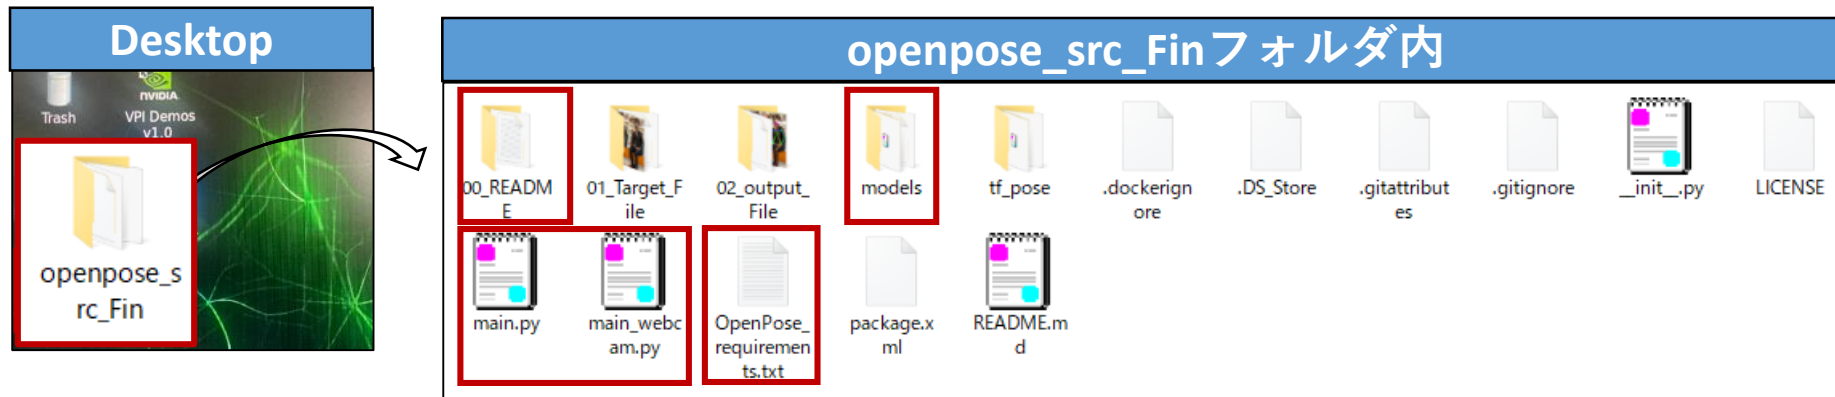 Desktop
openpose_src_Finフォルダ内
NVIDIA.
Trash
VPI Demos
v1.0
openpose_s
rc_Fin
00_READM
E
01_Target_F
ile
02_output_
File
models
tf_pose
.dockerign
ore
.DS_Store
.gitattribut
es
.gitignore
__init__.py
LICENSE
main.py
main_webc
am.py
OpenPose_
requiremen
ts.txt
package.x
ml
README.m
d